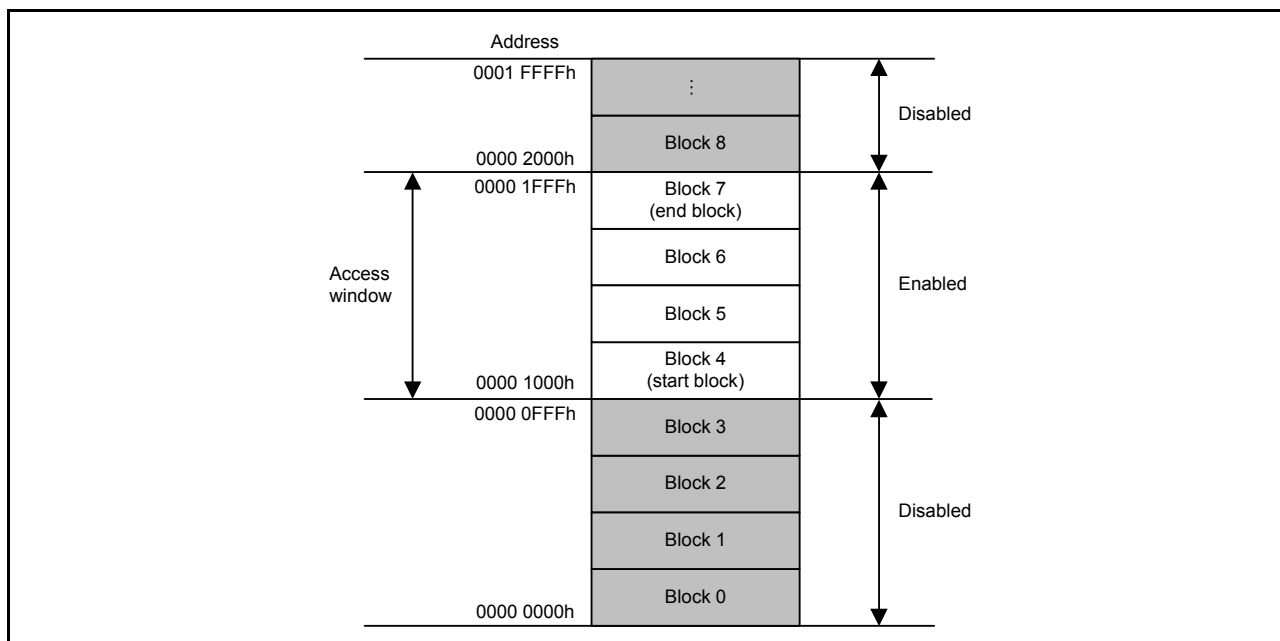 Address
0001 FFFFh
⋮
Disabled
Block 8
0000 2000h
0000 1FFFh
Block 7
(end block)
Block 6
Access
window
Enabled
Block 5
Block 4
(start block)
0000 1000h
0000 0FFFh
Block 3
Block 2
Disabled
Block 1
Block 0
0000 0000h